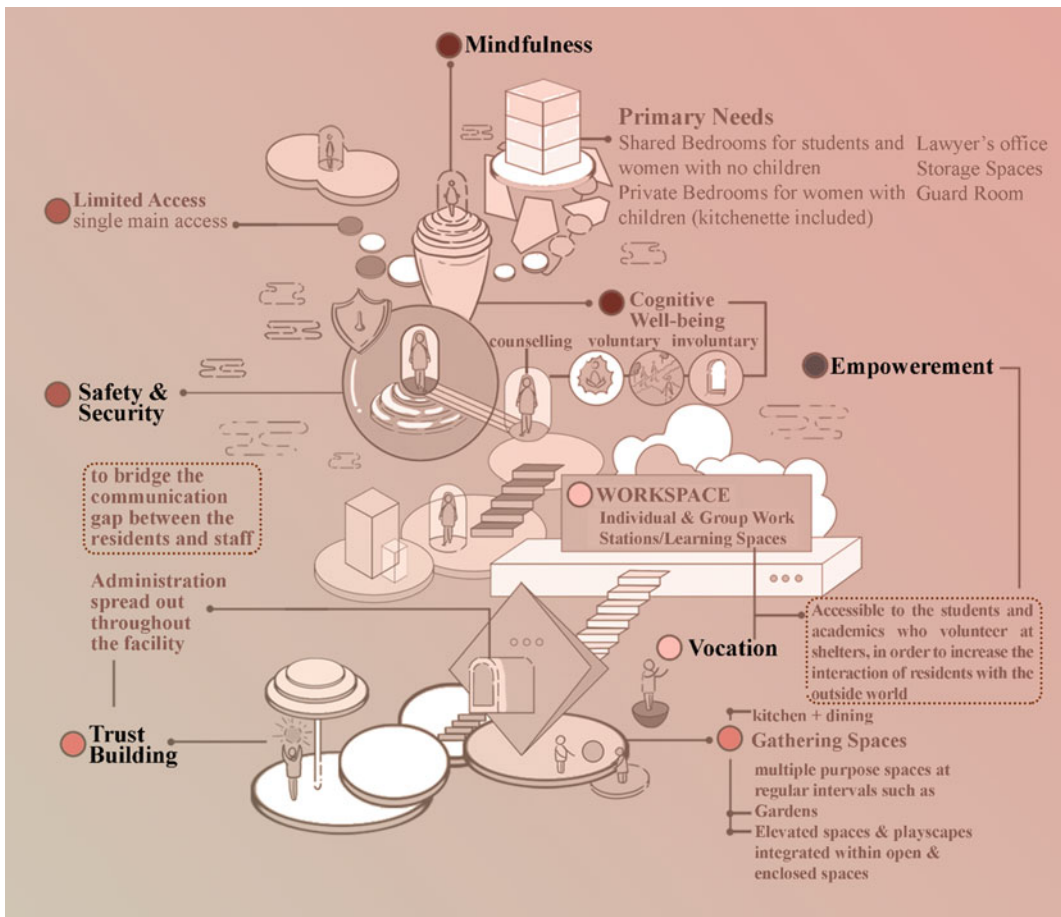 Mindfulness
Primary Needs
Shared Bedrooms for students and
women with no children
Private Bedrooms for women with
children (kitchenette included)
Lawyer's office
Storage Spaces
Guard Room
Limited Access
single main access
Cognitive
Well-being
counselling
voluntary
involuntary
Empowerement
Safety &
Security
to bridge the
communication
gap between the
residents and staff
WORKSPACE
Individual & Group Work
Stations/Learning Spaces
Administration
spread out
throughout
the facility
Accessible to the students and
academics who volunteer at
shelters, in order to increase the
interaction of residents with the
outside world
Vocation
Trust
Building
kitchen + dining
Gathering Spaces
multiple purpose spaces at
regular intervals such as
Gardens
Elevated spaces & playscapes
integrated within open &
enclosed spaces